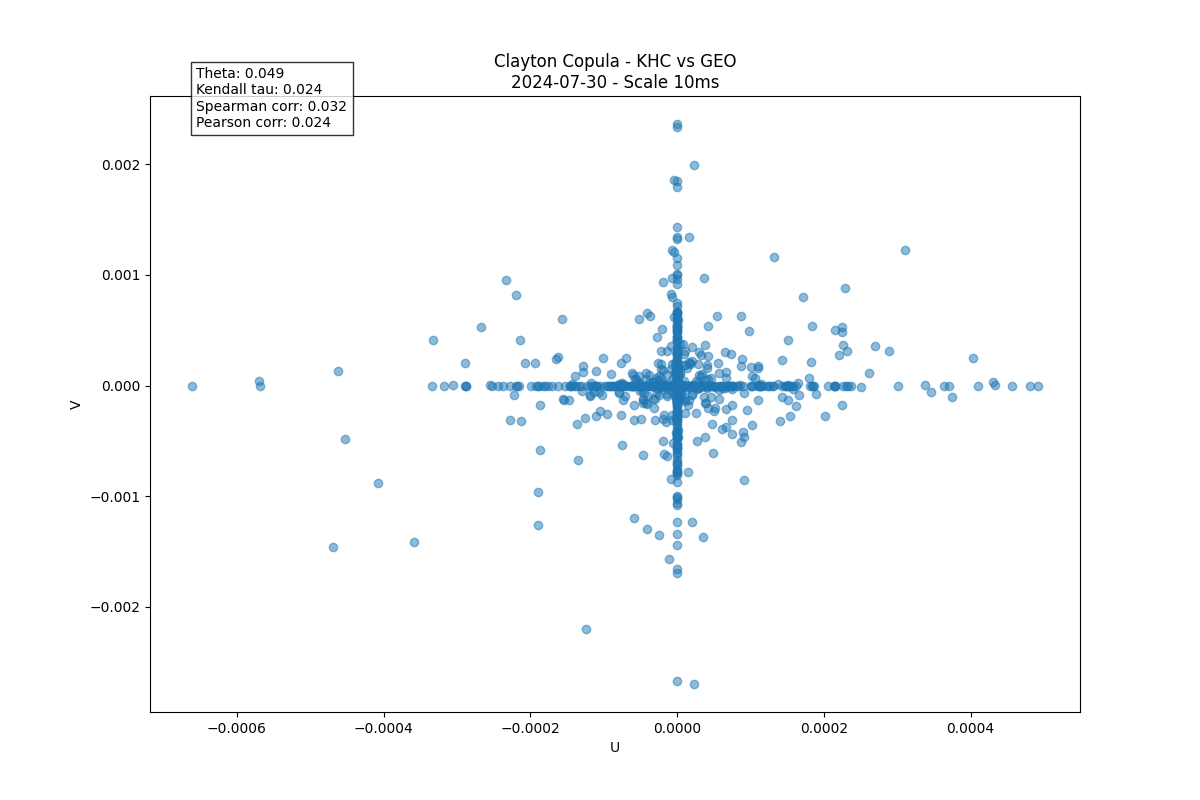 Clayton Copula - KHC vs GEO
2024-07-30 - Scale 10ms
Theta: 0.049
Kendall tau: 0.024
Spearman corr: 0.032
Pearson corr: 0.024
0.002
0.001
0.000
−0.001
−0.002
V
−0.0006
−0.0004
−0.0002
0.0000
0.0002
0.0004
U